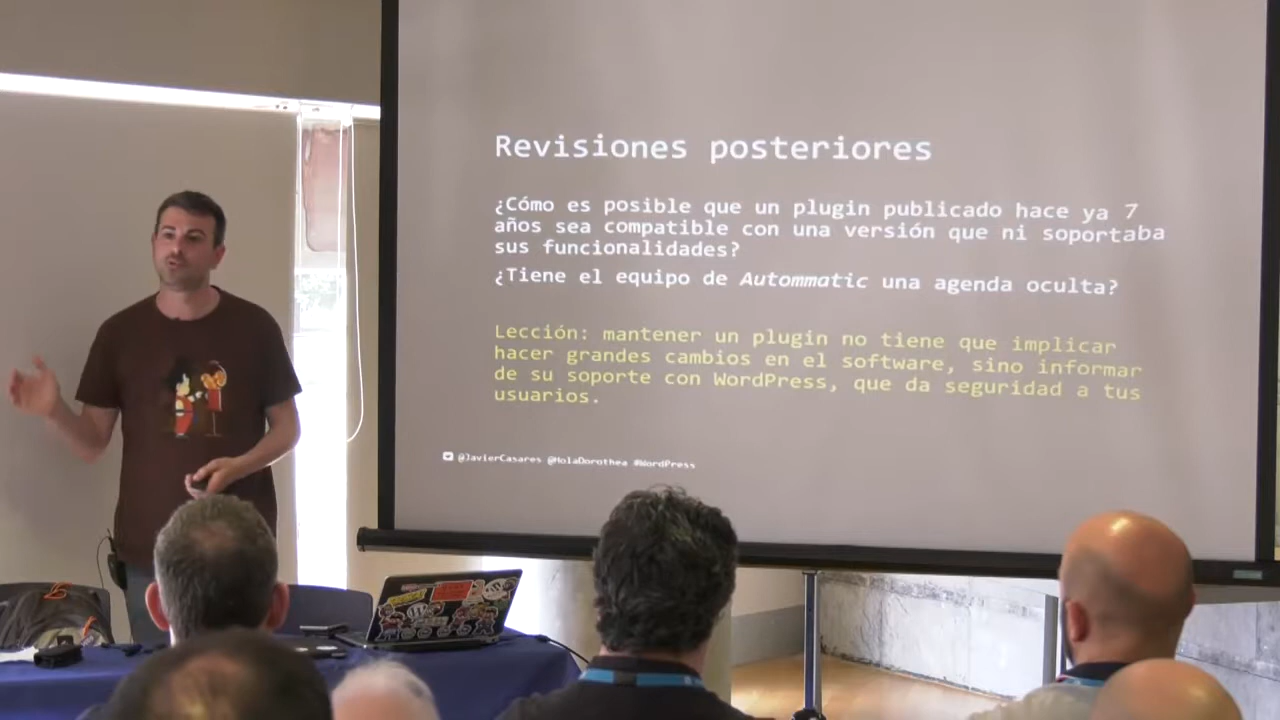 Revisiones posteriores
¿Cómo es posible que un plugin publicado hace ya 7
años sea compatible con una versión que ni soportaba
sus funcionalidades?
¿Tiene el equipo de Autommatic una agenda oculta?
Lección: mantener un plugin no tiene que implicar
hacer grandes cambios en el software, sino informar
de su soporte con WordPress, que da seguridad a tus
usuarios.
@JavierCasares @HolaDorothea #WordPress